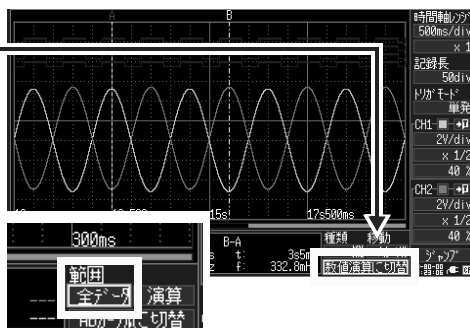 A
B
時間軸レンジ
500ms/div
x 1
記録長
50div
トリガモード
単発
CH1
2V/div
x 1/2
40 %
CH2
2V/div
x 1/2
40 %
15s
17s500ms
B-A
種類
移動
t: 3s5m
f: 332.8m
数値演算に切替
ジャンプ
300ms
範囲
全データ
演算
に切替